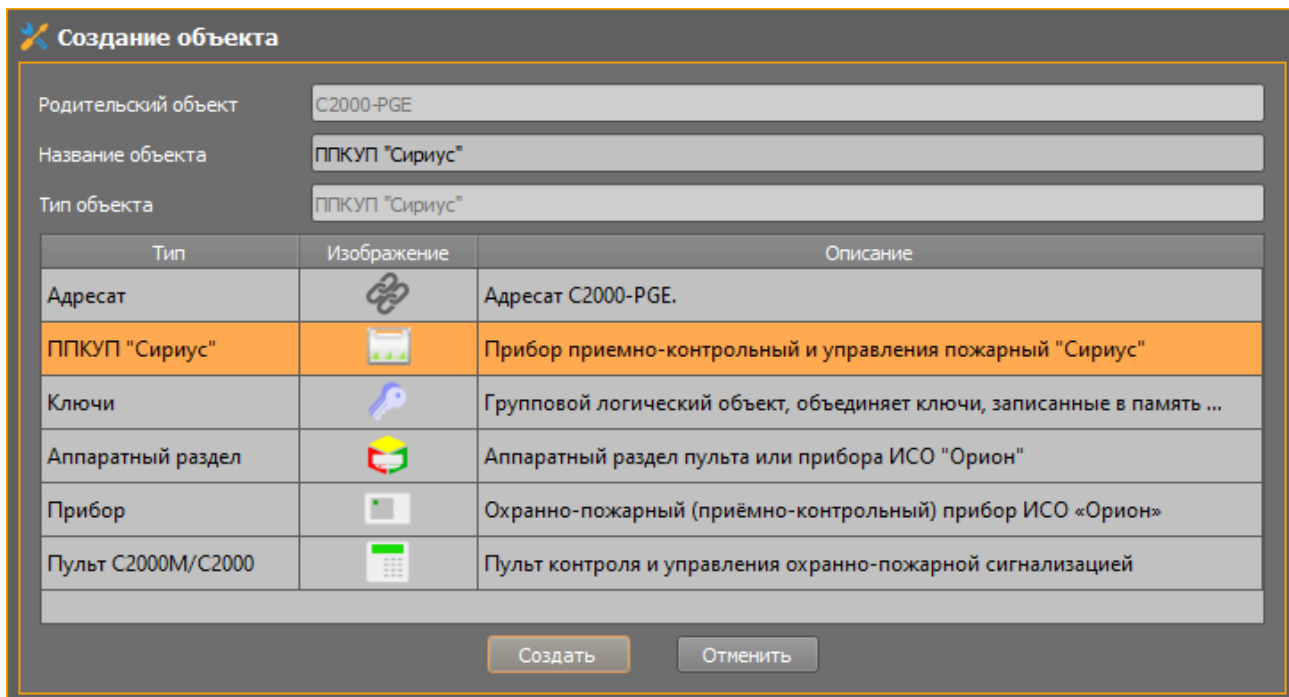 Создание объекта
Родительский объект C2000-PGE
Название объекта ППКУП "Сириус"
Тип объекта ППКУП "Сириус"
Тип Изображение Описание
Адресат Адресат C2000-PGE.
ППКУП "Сириус" Прибор приемно-контрольный и управления пожарный "Сириус"
Ключи Групповой логический объект, объединяет ключи, записанные в память ...
Аппаратный раздел Аппаратный раздел пульта или прибора ИСО "Орион"
Прибор Охранно-пожарный (приёмно-контрольный) прибор ИСО «Орион»
Пульт С2000М/С2000 Пульт контроля и управления охранно-пожарной сигнализацией
Создать Отменить